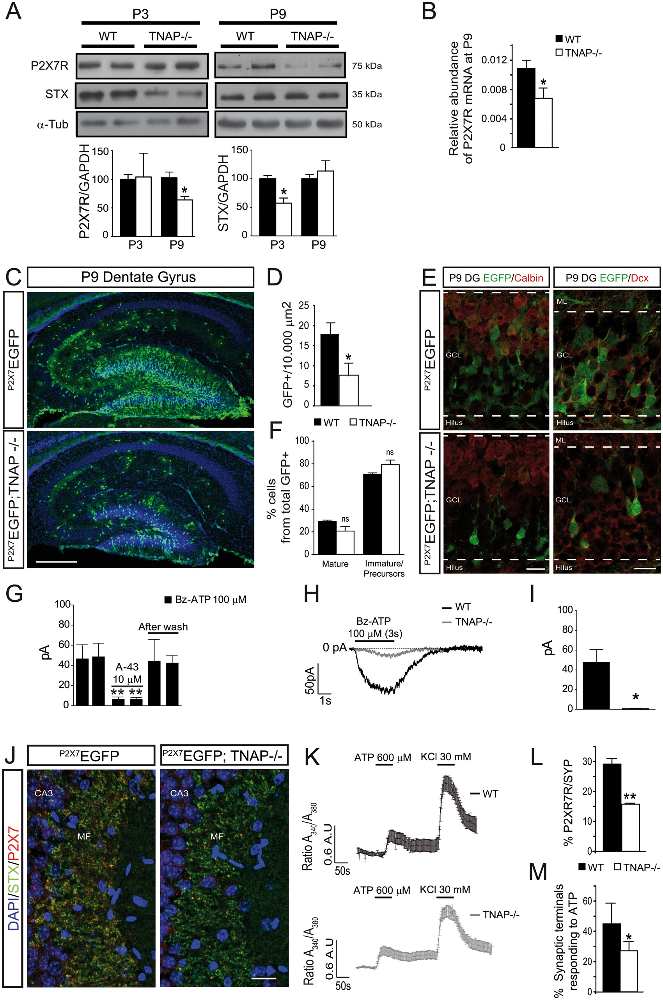 A
P3
P9
WT
TNAP-/-
WT
TNAP-/-
P2X7R
75 kDa
STX
35 kDa
α-Tub
50 kDa
P2X7R/GAPDH
150
100
50
0
*
P3
P9
STX/GAPDH
150
100
50
0
*
P3
P9
B
WT
TNAP-/-
Relative abundance
of P2X7R mRNA at P9
0.012
0.008
0.004
0
*
C
P9 Dentate Gyrus
P2X7EGFP
P2X7EGFP;TNAP -/-
D
GFP+/10.000 µm2
25
20
15
10
5
0
*
WT
TNAP-/-
E
P9 DG EGFP/Calbin
P9 DG EGFP/Dcx
P2X7EGFP
P2X7EGFP;TNAP -/-
GCL
Hilus
ML
GCL
Hilus
GCL
Hilus
ML
GCL
Hilus
F
% cells
from total GFP+
100
80
60
40
20
0
ns
ns
Mature
Immature/
Precursors
G
Bz-ATP 100 µM
pA
100
80
60
40
20
0
After wash
A-43
10 µM
** **
H
WT
TNAP-/-
Bz-ATP
100 µM (3s)
0 pA
50pA
1s
I
pA
100
80
60
40
20
0
*
J
P2X7EGFP
P2X7EGFP; TNAP-/-
DAPI/STX/P2X7
CA3
MF
CA3
MF
K
ATP 600 µM
KCl 30 mM
WT
Ratio A340/A380
0.6 A.U
50s
ATP 600 µM
KCl 30 mM
TNAP-/-
Ratio A340/A380
0.6 A.U
50s
L
% P2XR7R/SYP
30
20
10
0
**
WT
TNAP-/-
M
% Synaptic terminals
responding to ATP
60
40
20
0
*